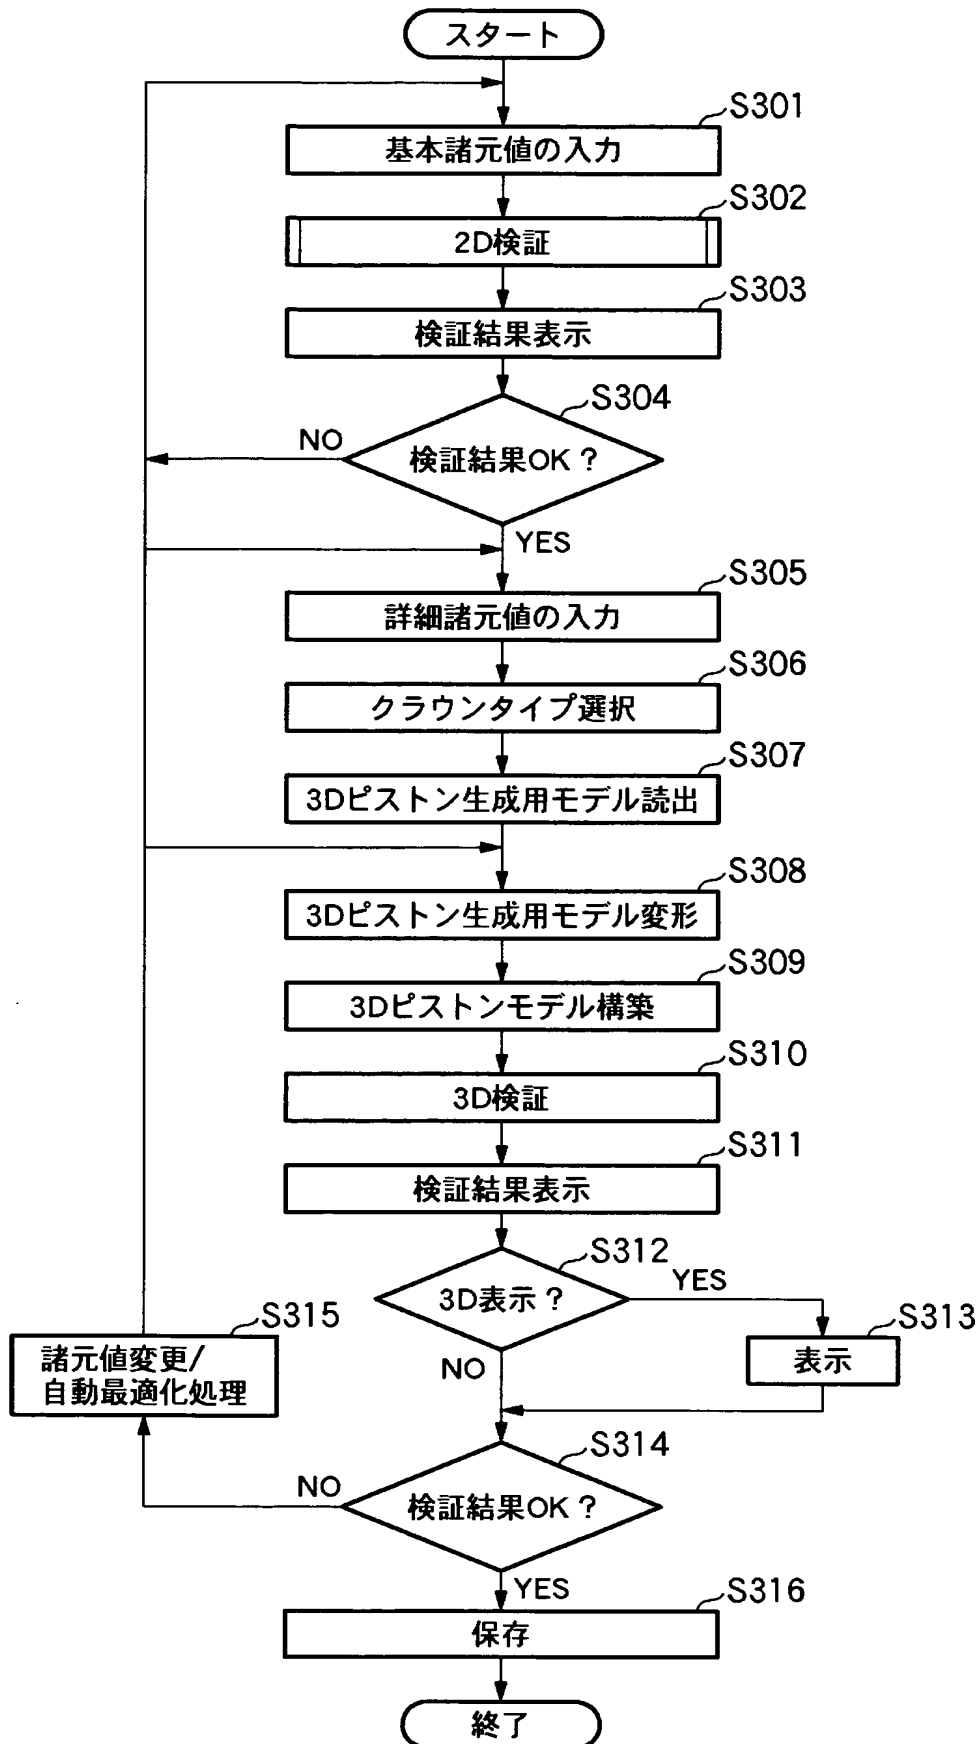 スタート
S301
基本諸元値の入力
S302
2D検証
S303
検証結果表示
S304
NO
検証結果OK？
YES
S305
詳細諸元値の入力
S306
クラウンタイプ選択
S307
3Dピストン生成用モデル読出
S308
3Dピストン生成用モデル変形
S309
3Dピストンモデル構築
S310
3D検証
S311
検証結果表示
S312
3D表示？
YES
S313
表示
NO
S315
諸元値変更/
自動最適化処理
S314
NO
検証結果OK？
YES
S316
保存
終了